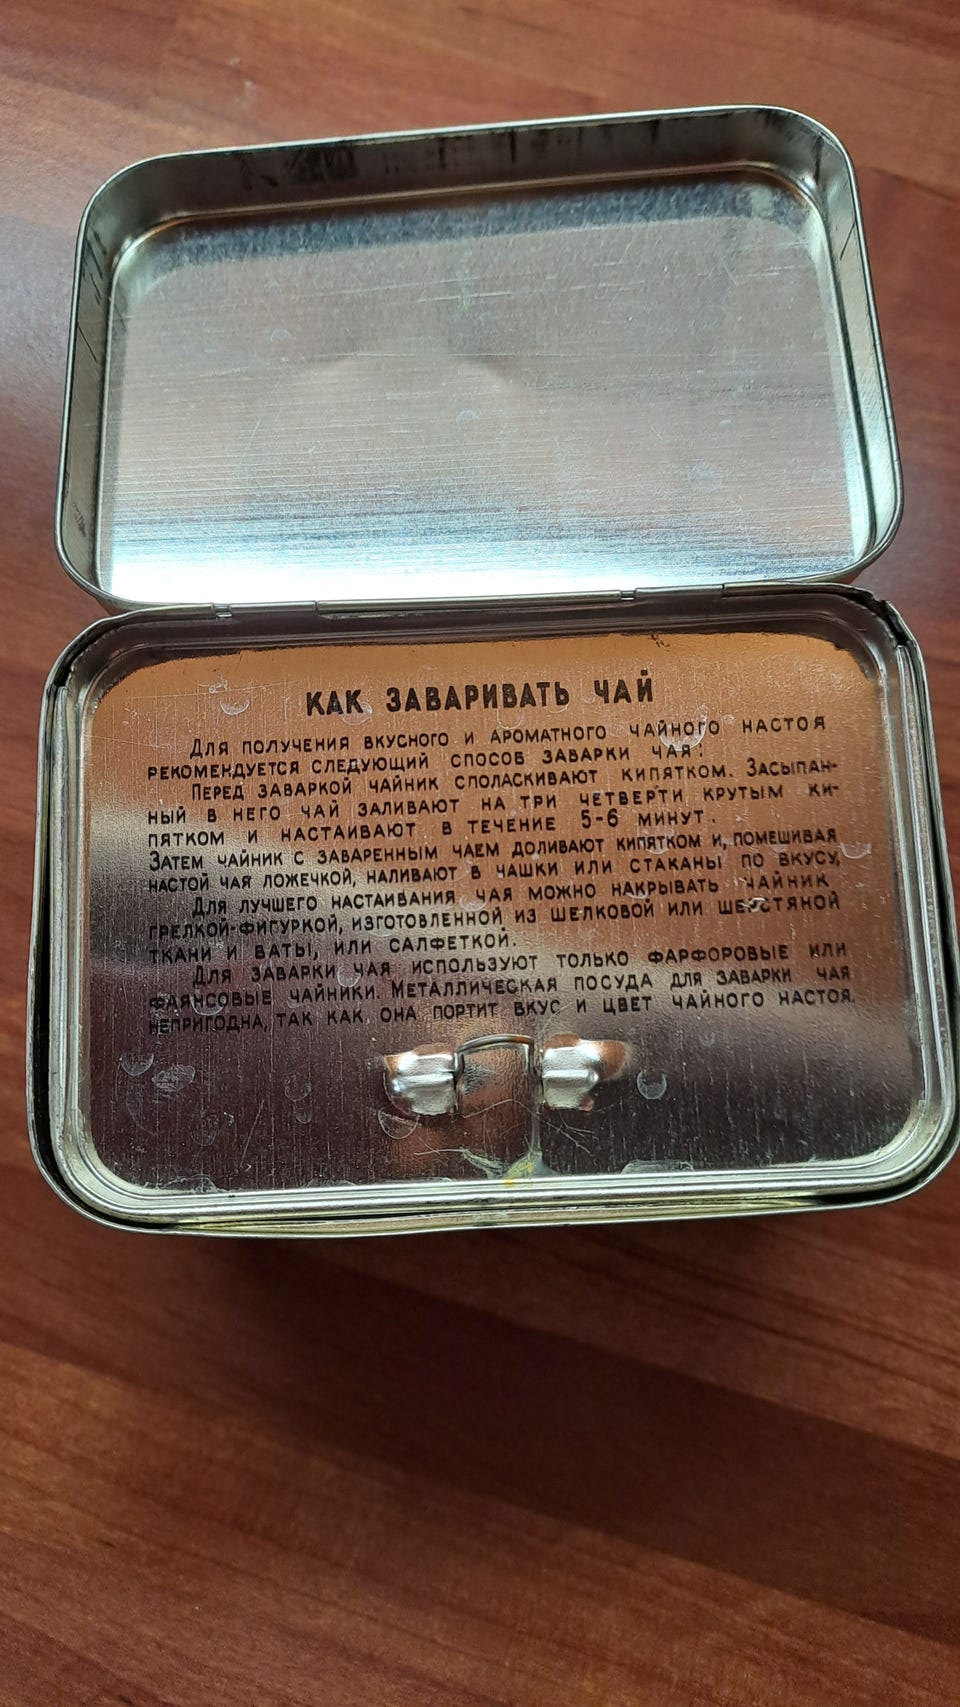 КАК ЗАВАРИВАТЬ ЧАЙ
Для получения вкусного и ароматного чайного настоя
рекомендуется следующий способ заварки чая:
Перед заваркой чайник споласкивают кипятком. Засыпан-
ный в него чай заливают на три четверти крутым ки-
пятком и настаивают в течение 5-6 минут.
Затем чайник с заваренным чаем доливают кипятком и, помешивая
настой чая ложечкой, наливают в чашки или стаканы по вкусу,
Для лучшего настаивания чая можно накрывать чайник
грелкой-фигуркой, изготовленной из шелковой или шерстяной
ткани и ваты, или салфеткой.
Для заварки чая используют только фарфоровые или
фаянсовые чайники. Металлическая посуда для заварки чая
непригодна, так как она портит вкус и цвет чайного настоя.